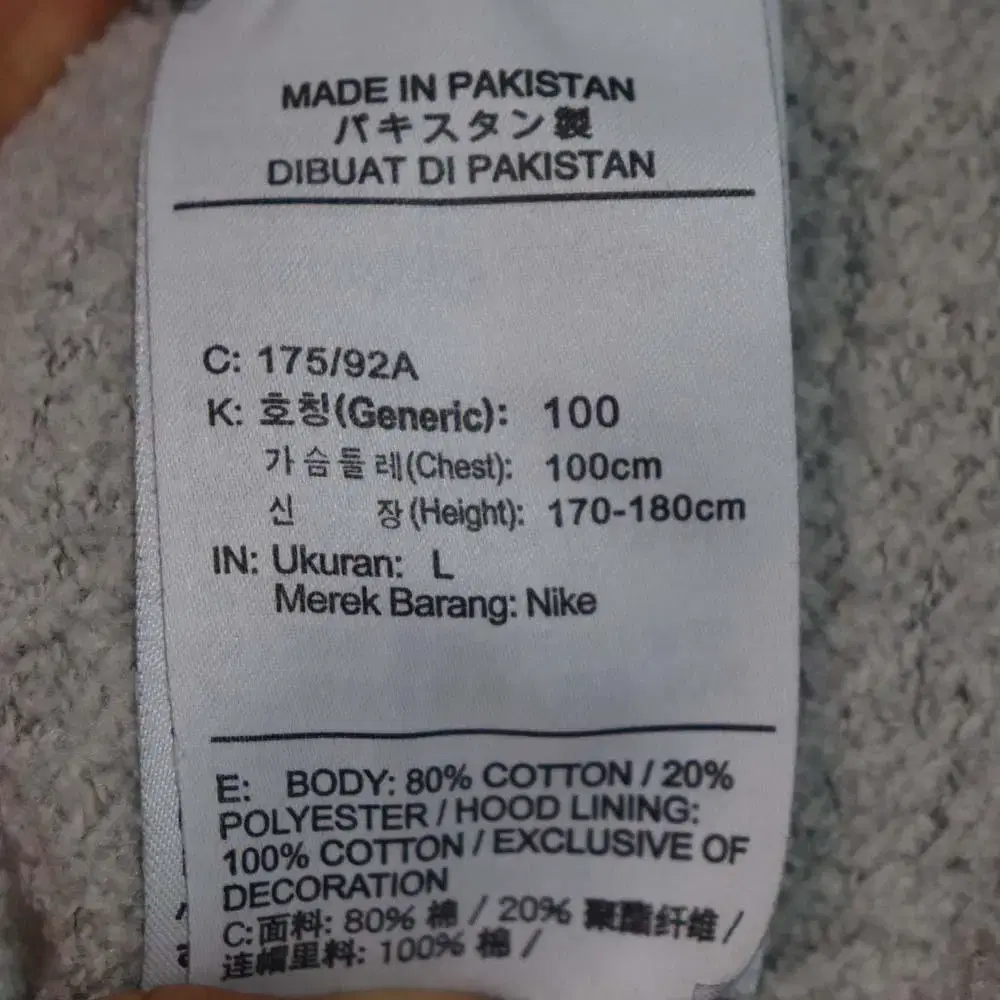 MADE IN PAKISTAN
パキスタン製
DIBUAT DI PAKISTAN
C: 175/92A
K: 호칭(Generic): 100
가슴둘레(Chest): 100cm
신 장(Height): 170-180cm
IN: Ukuran: L
Merek Barang: Nike
E: BODY: 80% COTTON / 20%
POLYESTER / HOOD LINING:
100% COTTON / EXCLUSIVE OF
DECORATION
C:面料: 80% 棉 / 20% 聚酯纤维 /
连帽里料: 100% 棉 /